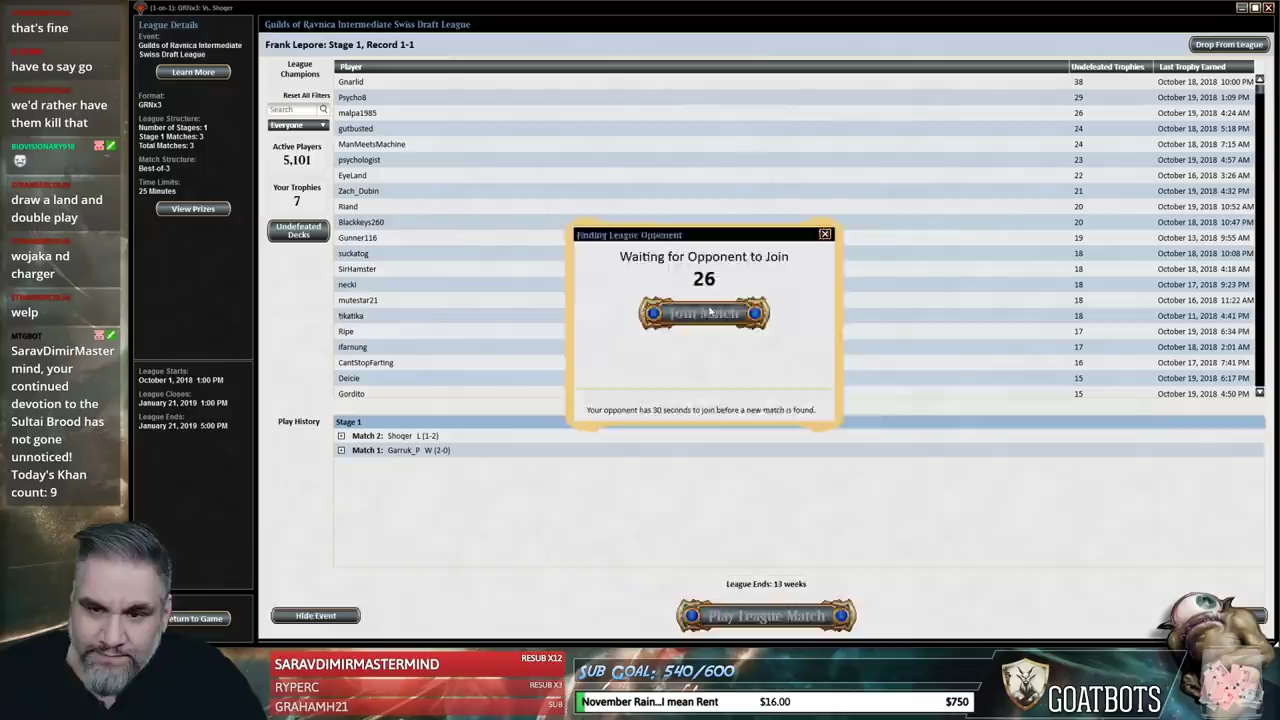 (1-on-1): GRNx3: Vs. Shoqer
that's fine
have to say go
we'd rather have
them kill that
BIOVISIONARY918
draw a land and
double play
wojaka nd
charger
welp
MTGBOT
SaravDimirMaster
mind, your
continued
devotion to the
Sultai Brood has
not gone
unnoticed!
Today's Khan
count: 9
League Details
Event:
Guilds of Ravnica Intermediate
Swiss Draft League
Learn More
Format:
GRNx3
League Structure:
Number of Stages: 1
Stage 1 Matches: 3
Total Matches: 3
Match Structure:
Best-of-3
Time Limits:
25 Minutes
View Prizes
League Starts:
October 1, 2018 1:00 PM
League Closes:
January 21, 2019 1:00 PM
League Ends:
January 21, 2019 5:00 PM
Return to Game
Guilds of Ravnica Intermediate Swiss Draft League
Frank Lepore: Stage 1, Record 1-1
Drop From League
League
Champions
Reset All Filters
Search
Everyone
Active Players
5,101
Your Trophies
7
Undefeated
Decks
Player Undefeated Trophies Last Trophy Earned
Gnarlid 38 October 18, 2018 10:00 PM
Psycho8 29 October 19, 2018 1:09 PM
malpa1985 26 October 19, 2018 4:24 AM
gutbusted 24 October 18, 2018 5:18 PM
ManMeetsMachine 24 October 18, 2018 7:15 AM
psychologist 23 October 19, 2018 4:57 AM
EyeLand 22 October 16, 2018 3:26 AM
Zach_Dubin 21 October 19, 2018 4:32 PM
Riand 20 October 19, 2018 10:52 AM
Blackkeys260 20 October 18, 2018 10:47 PM
Gunner116 19 October 13, 2018 9:55 AM
suckatog 18 October 19, 2018 10:08 PM
SirHamster 18 October 19, 2018 4:18 AM
necki 18 October 17, 2018 9:23 PM
mutestar21 18 October 16, 2018 11:22 AM
tikatika 18 October 11, 2018 4:41 PM
Ripe 17 October 19, 2018 6:34 PM
ifarnung 17 October 18, 2018 2:01 AM
CantStopFarting 16 October 17, 2018 7:41 PM
Deicie 15 October 19, 2018 6:17 PM
Gordito 15 October 19, 2018 4:50 PM
Finding League Opponent
Waiting for Opponent to Join
26
Join Match
Your opponent has 30 seconds to join before a new match is found.
Play History
Stage 1
Match 2: Shoqer L (1-2)
Match 1: Garruk_P W (2-0)
League Ends: 13 weeks
Hide Event
Play League Match
SARAVDIMIRMASTERMIND RESUB X12
RYPERC RESUB X3
GRAHAMH21 SUB
SUB GOAL: 540/600
November Rain...I mean Rent $16.00 $750
GOATBOTS